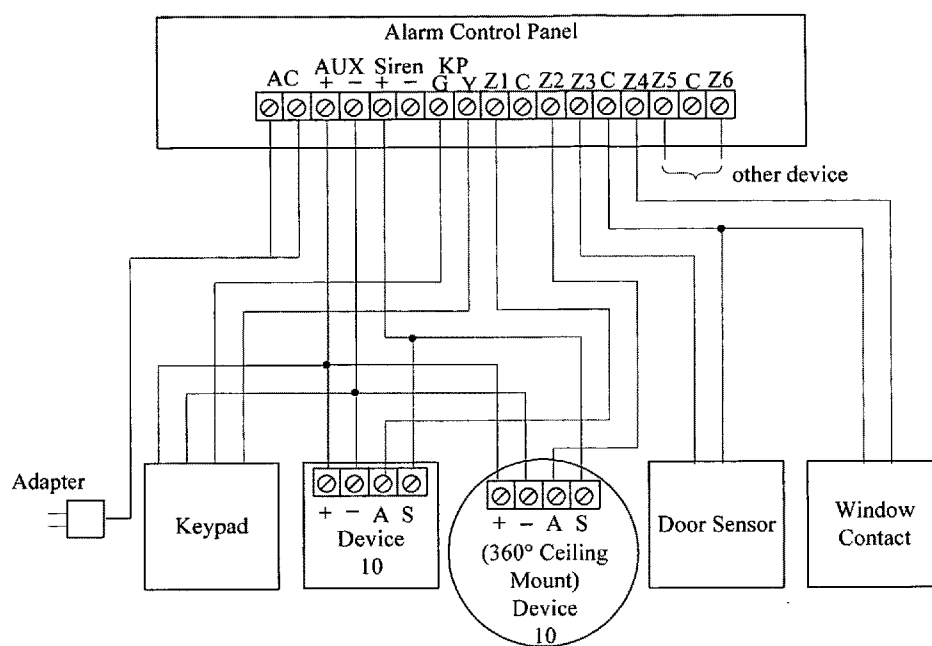 Alarm Control Panel
AC AUX Siren KP Z1 C Z2 Z3 C Z4 Z5 C Z6
+ − + − G Y
other device
Adapter
Keypad
+ − A S
Device
10
+ − A S
(360° Ceiling
Mount)
Device
10
Door Sensor
Window
Contact